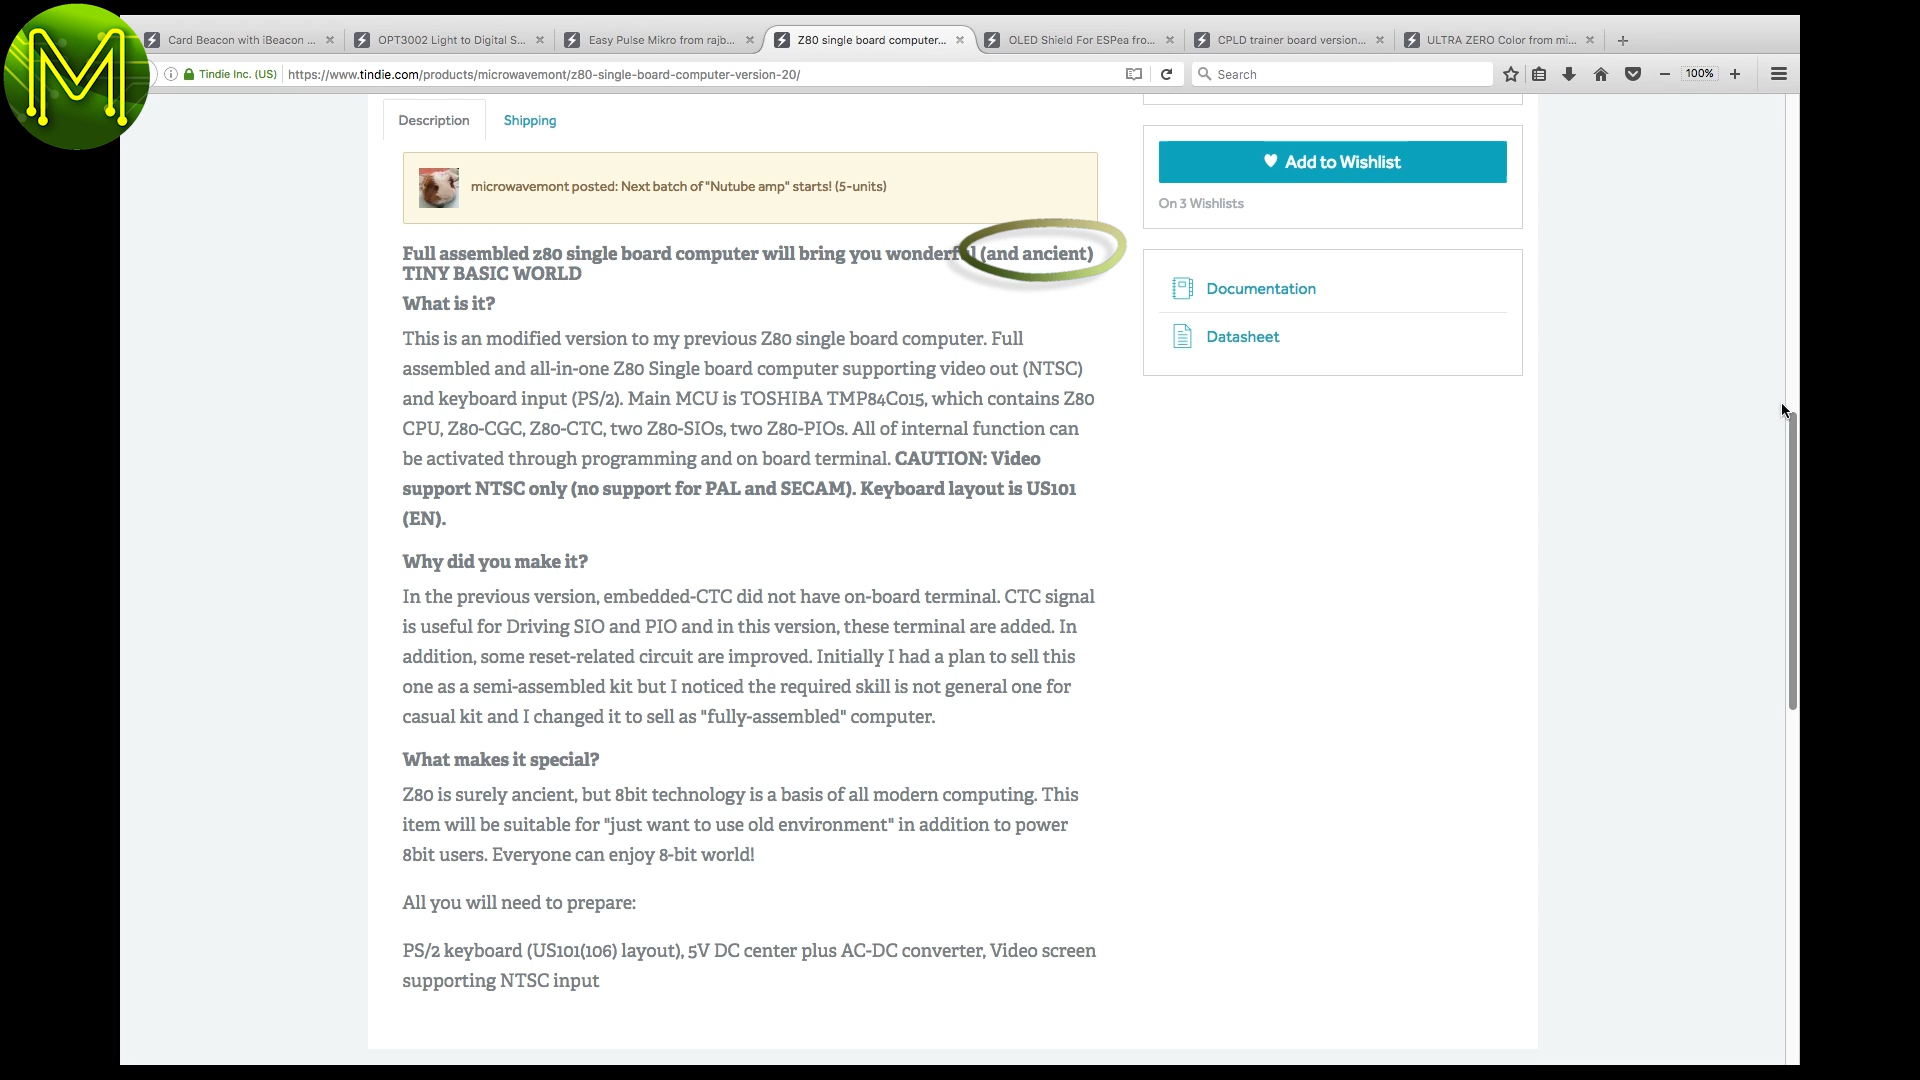 M
Card Beacon with iBeacon ...
OPT3002 Light to Digital S...
Easy Pulse Mikro from rajb...
Z80 single board computer...
OLED Shield For ESPea fro...
CPLD trainer board version...
ULTRA ZERO Color from mi...
Tindie Inc. (US)
https://www.tindie.com/products/microwavemont/z80-single-board-computer-version-20/
Search
100%
Description
Shipping
microwavemont posted: Next batch of "Nutube amp" starts! (5-units)
Full assembled z80 single board computer will bring you wonderful (and ancient)
TINY BASIC WORLD
What is it?
This is an modified version to my previous Z80 single board computer. Full
assembled and all-in-one Z80 Single board computer supporting video out (NTSC)
and keyboard input (PS/2). Main MCU is TOSHIBA TMP84C015, which contains Z80
CPU, Z80-CGC, Z80-CTC, two Z80-SIOs, two Z80-PIOs. All of internal function can
be activated through programming and on board terminal. CAUTION: Video
support NTSC only (no support for PAL and SECAM). Keyboard layout is US101
(EN).
Why did you make it?
In the previous version, embedded-CTC did not have on-board terminal. CTC signal
is useful for Driving SIO and PIO and in this version, these terminal are added. In
addition, some reset-related circuit are improved. Initially I had a plan to sell this
one as a semi-assembled kit but I noticed the required skill is not general one for
casual kit and I changed it to sell as "fully-assembled" computer.
What makes it special?
Z80 is surely ancient, but 8bit technology is a basis of all modern computing. This
item will be suitable for "just want to use old environment" in addition to power
8bit users. Everyone can enjoy 8-bit world!
All you will need to prepare:
PS/2 keyboard (US101(106) layout), 5V DC center plus AC-DC converter, Video screen
supporting NTSC input
Add to Wishlist
On 3 Wishlists
Documentation
Datasheet